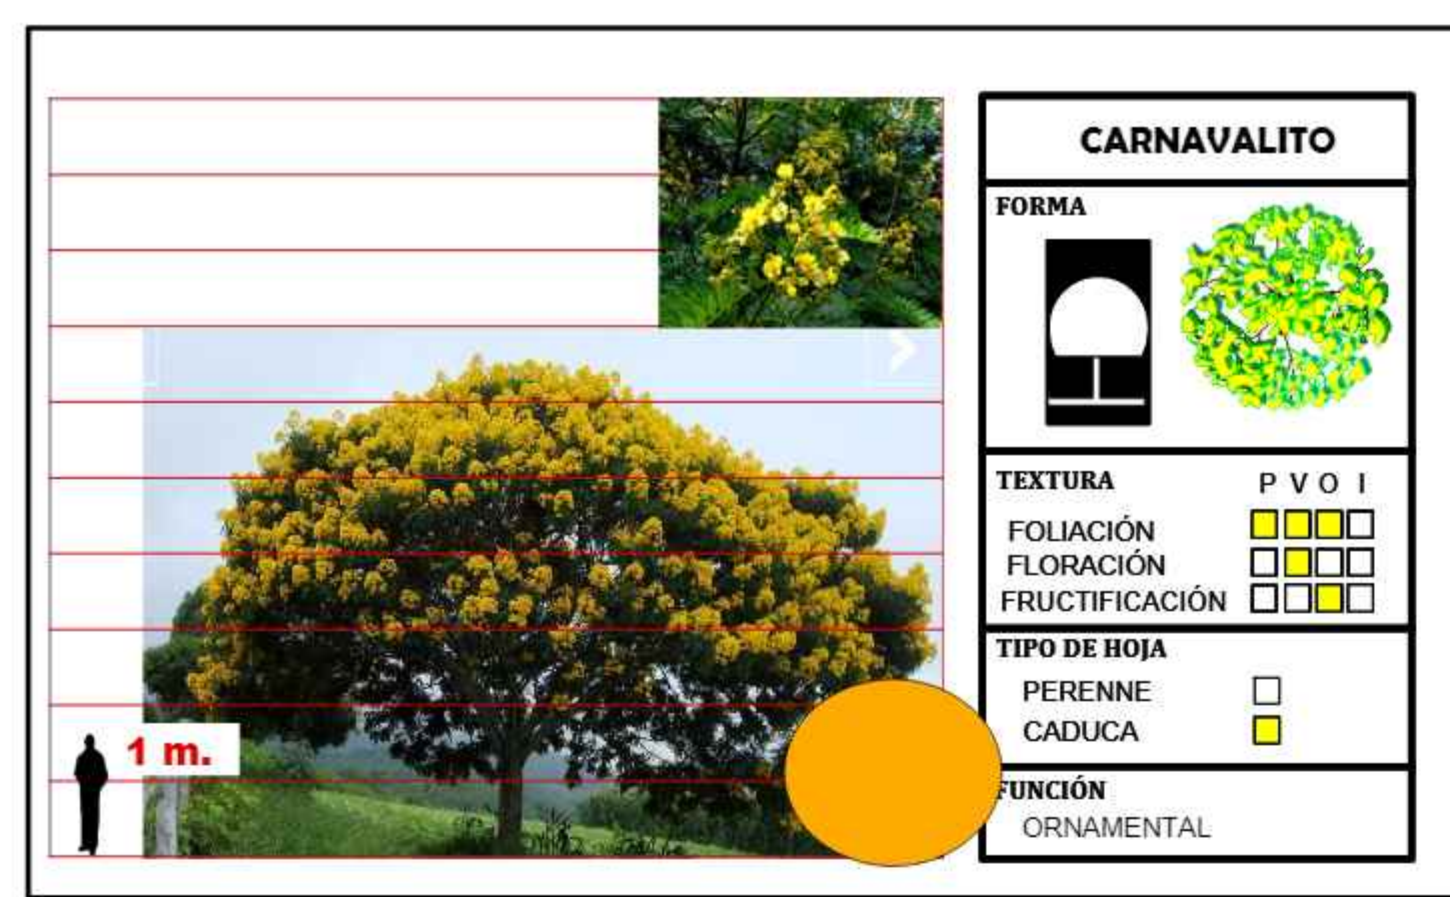 CARNAVALITO
FORMA
TEXTURA P V O I
FOLIACIÓN
FLORACIÓN
FRUCTIFICACIÓN
TIPO DE HOJA
PERENNE
CADUCA
FUNCIÓN
ORNAMENTAL
1 m.